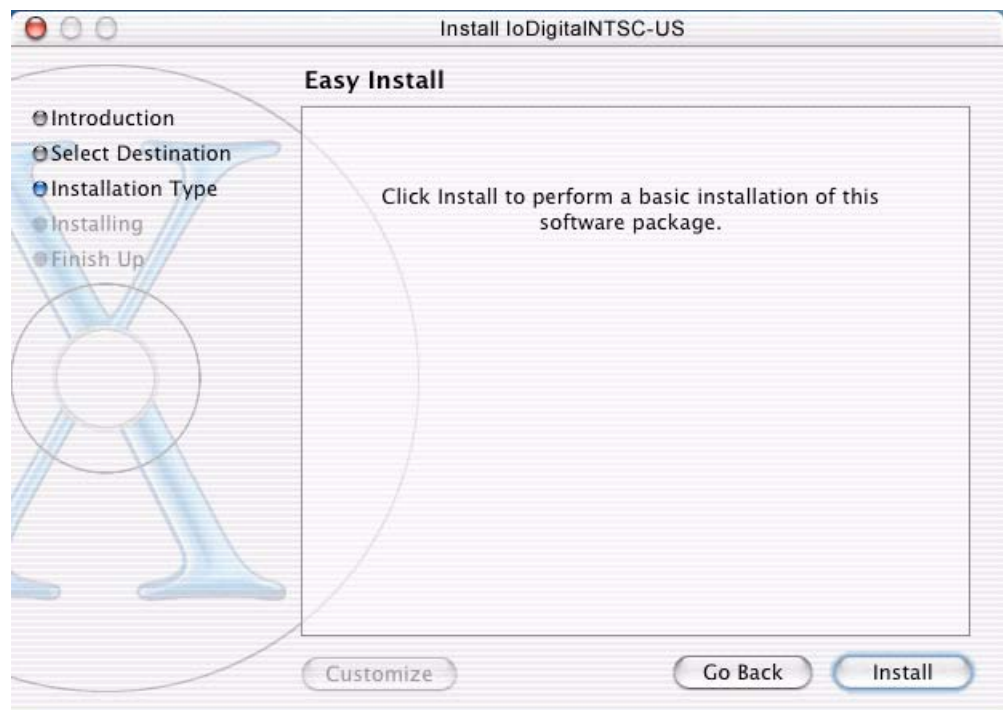 Install IoDigitalNTSC-US
Easy Install
Introduction
Select Destination
Installation Type
Installing
Finish Up
Click Install to perform a basic installation of this
software package.
Customize
Go Back
Install